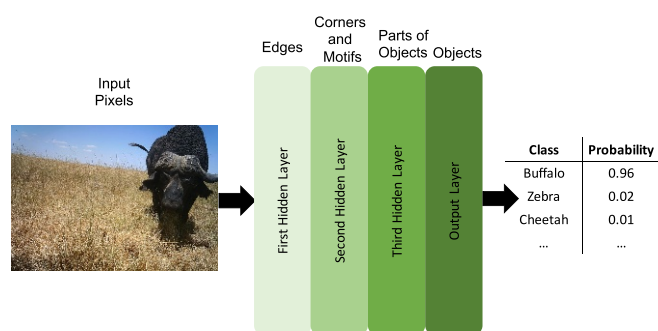 Input
Pixels
Edges
Corners
and
Motifs
Parts of
Objects
Objects
First Hidden Layer
Second Hidden Layer
Third Hidden Layer
Output Layer
Class Probability
Buffalo 0.96
Zebra 0.02
Cheetah 0.01
... ...